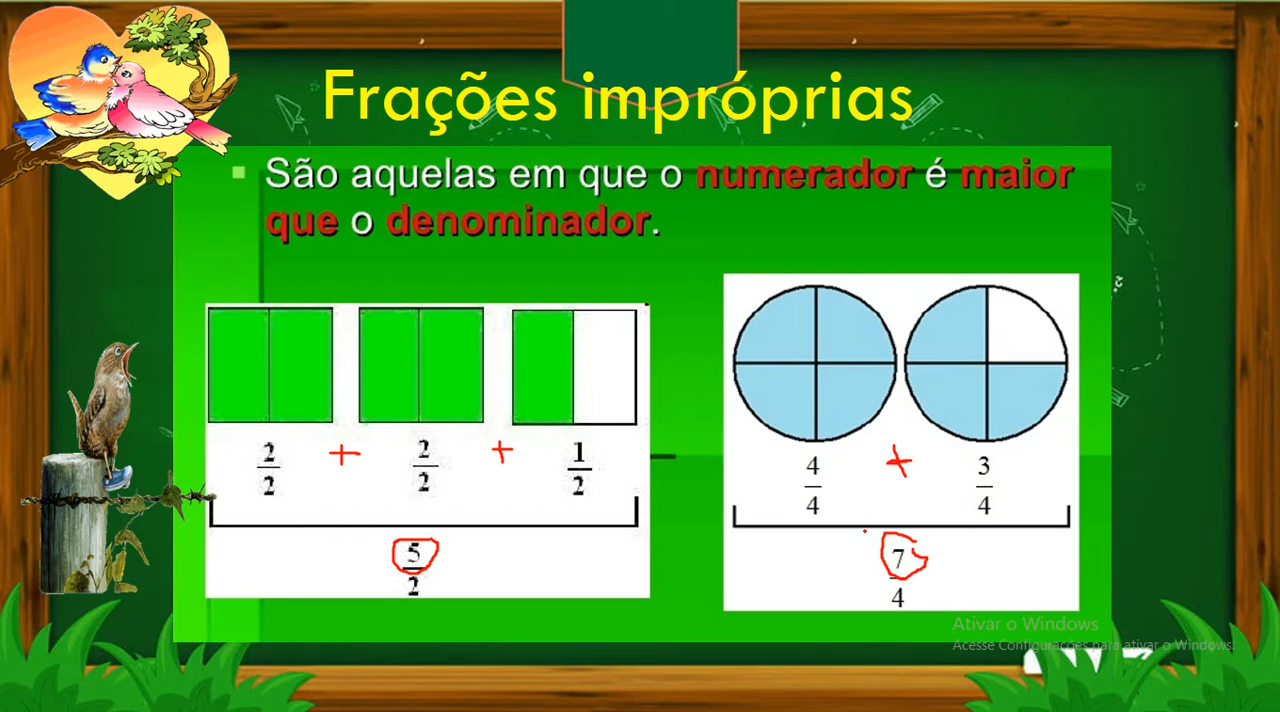 Frações impróprias
São aquelas em que o numerador é maior
que o denominador.
2/2 + 2/2 + 1/2
5/2
4/4 + 3/4
7/4
Ativar o Windows
Acesse Configurações para ativar o Windows.